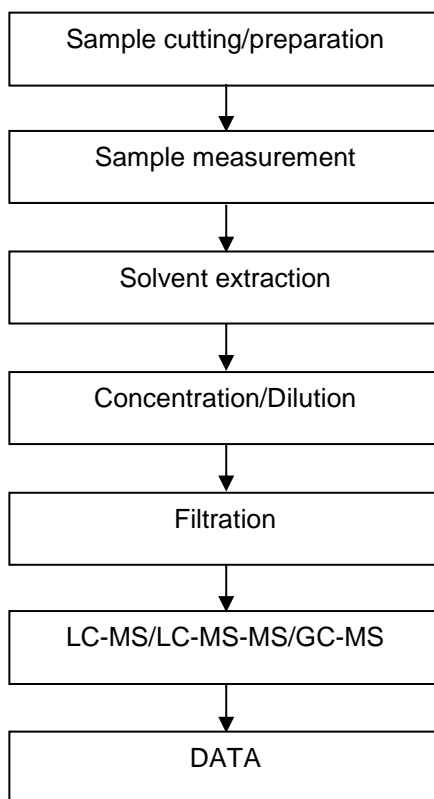 Sample cutting/preparation
Sample measurement
Solvent extraction
Concentration/Dilution
Filtration
LC-MS/LC-MS-MS/GC-MS
DATA